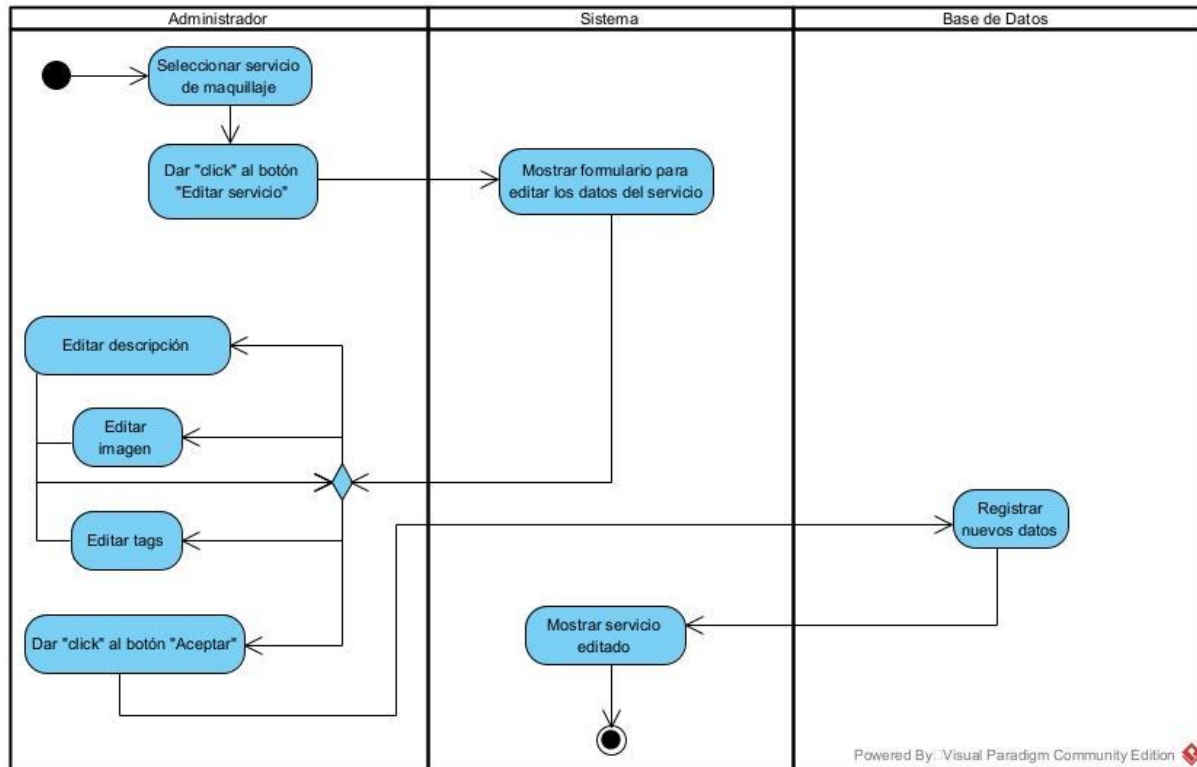 Administrador
Sistema
Base de Datos
Seleccionar servicio
de maquillaje
Dar "click" al botón
"Editar servicio"
Mostrar formulario para
editar los datos del servicio
Editar descripción
Editar
imagen
Editar tags
Registrar
nuevos datos
Dar "click" al botón "Aceptar"
Mostrar servicio
editado
Powered By Visual Paradigm Community Edition